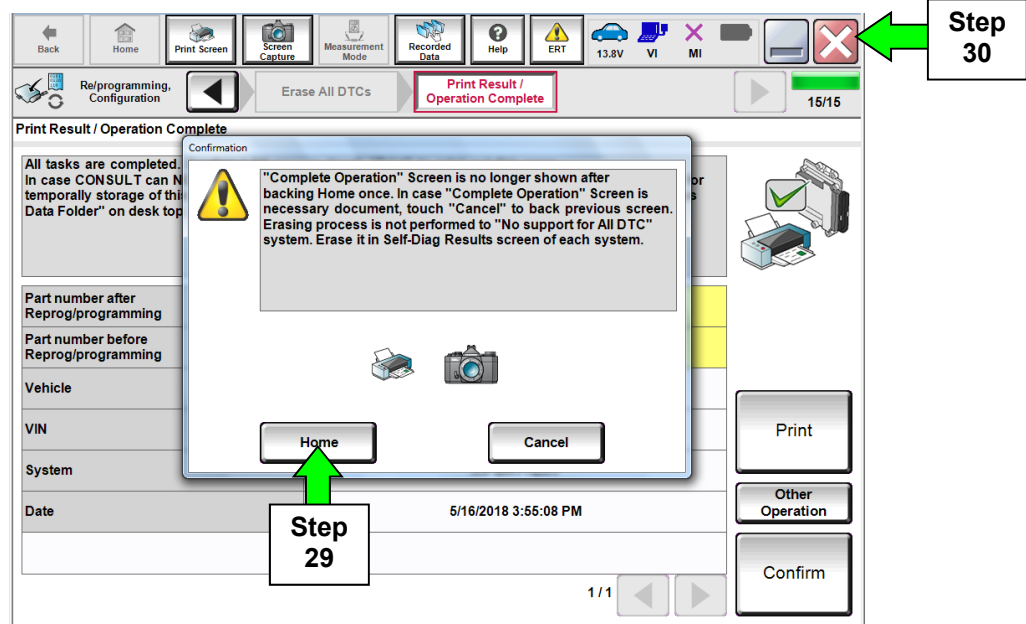 Back
Home
Print Screen
Screen
Capture
Measurement
Mode
Recorded
Data
Help
ERT
13.8V
VI
MI
Step
30
Re/programming,
Configuration
Erase All DTCs
Print Result /
Operation Complete
15/15
Print Result / Operation Complete
All tasks are completed.
In case CONSULT can N
or
temporally storage of thi
s
Data Folder" on desk top
Confirmation
"Complete Operation" Screen is no longer shown after
backing Home once. In case "Complete Operation" Screen is
necessary document, touch "Cancel" to back previous screen.
Erasing process is not performed to "No support for All DTC"
system. Erase it in Self-Diag Results screen of each system.
Home
Cancel
Part number after
Reprog/programming
Part number before
Reprog/programming
Vehicle
VIN
System
Date
5/16/2018 3:55:08 PM
Step
29
1/1
Print
Other
Operation
Confirm